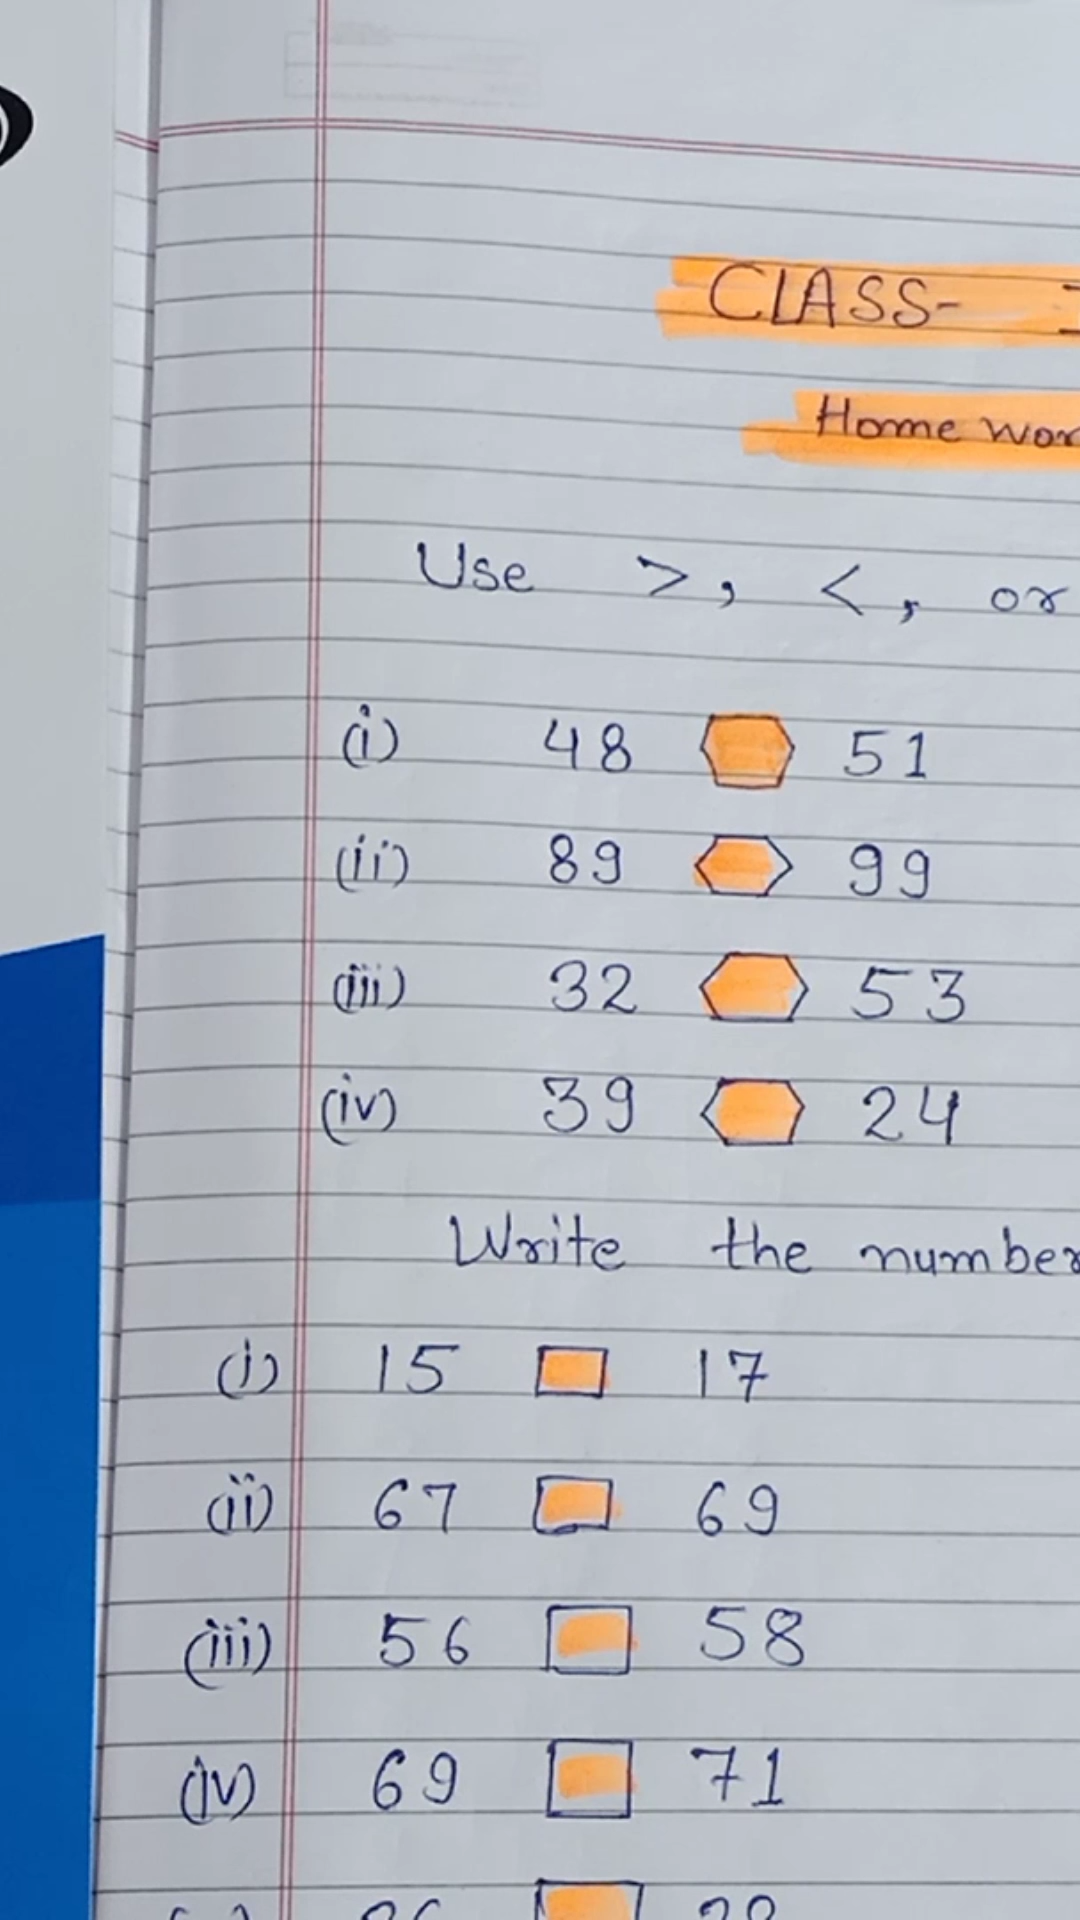 CLASS-
Home wor
Use >, <, or
(i) 48 51
(ii) 89 99
(iii) 32 53
(iv) 39 24
Write the number
(i) 15 17
(ii) 67 69
(iii) 56 58
(iv) 69 71